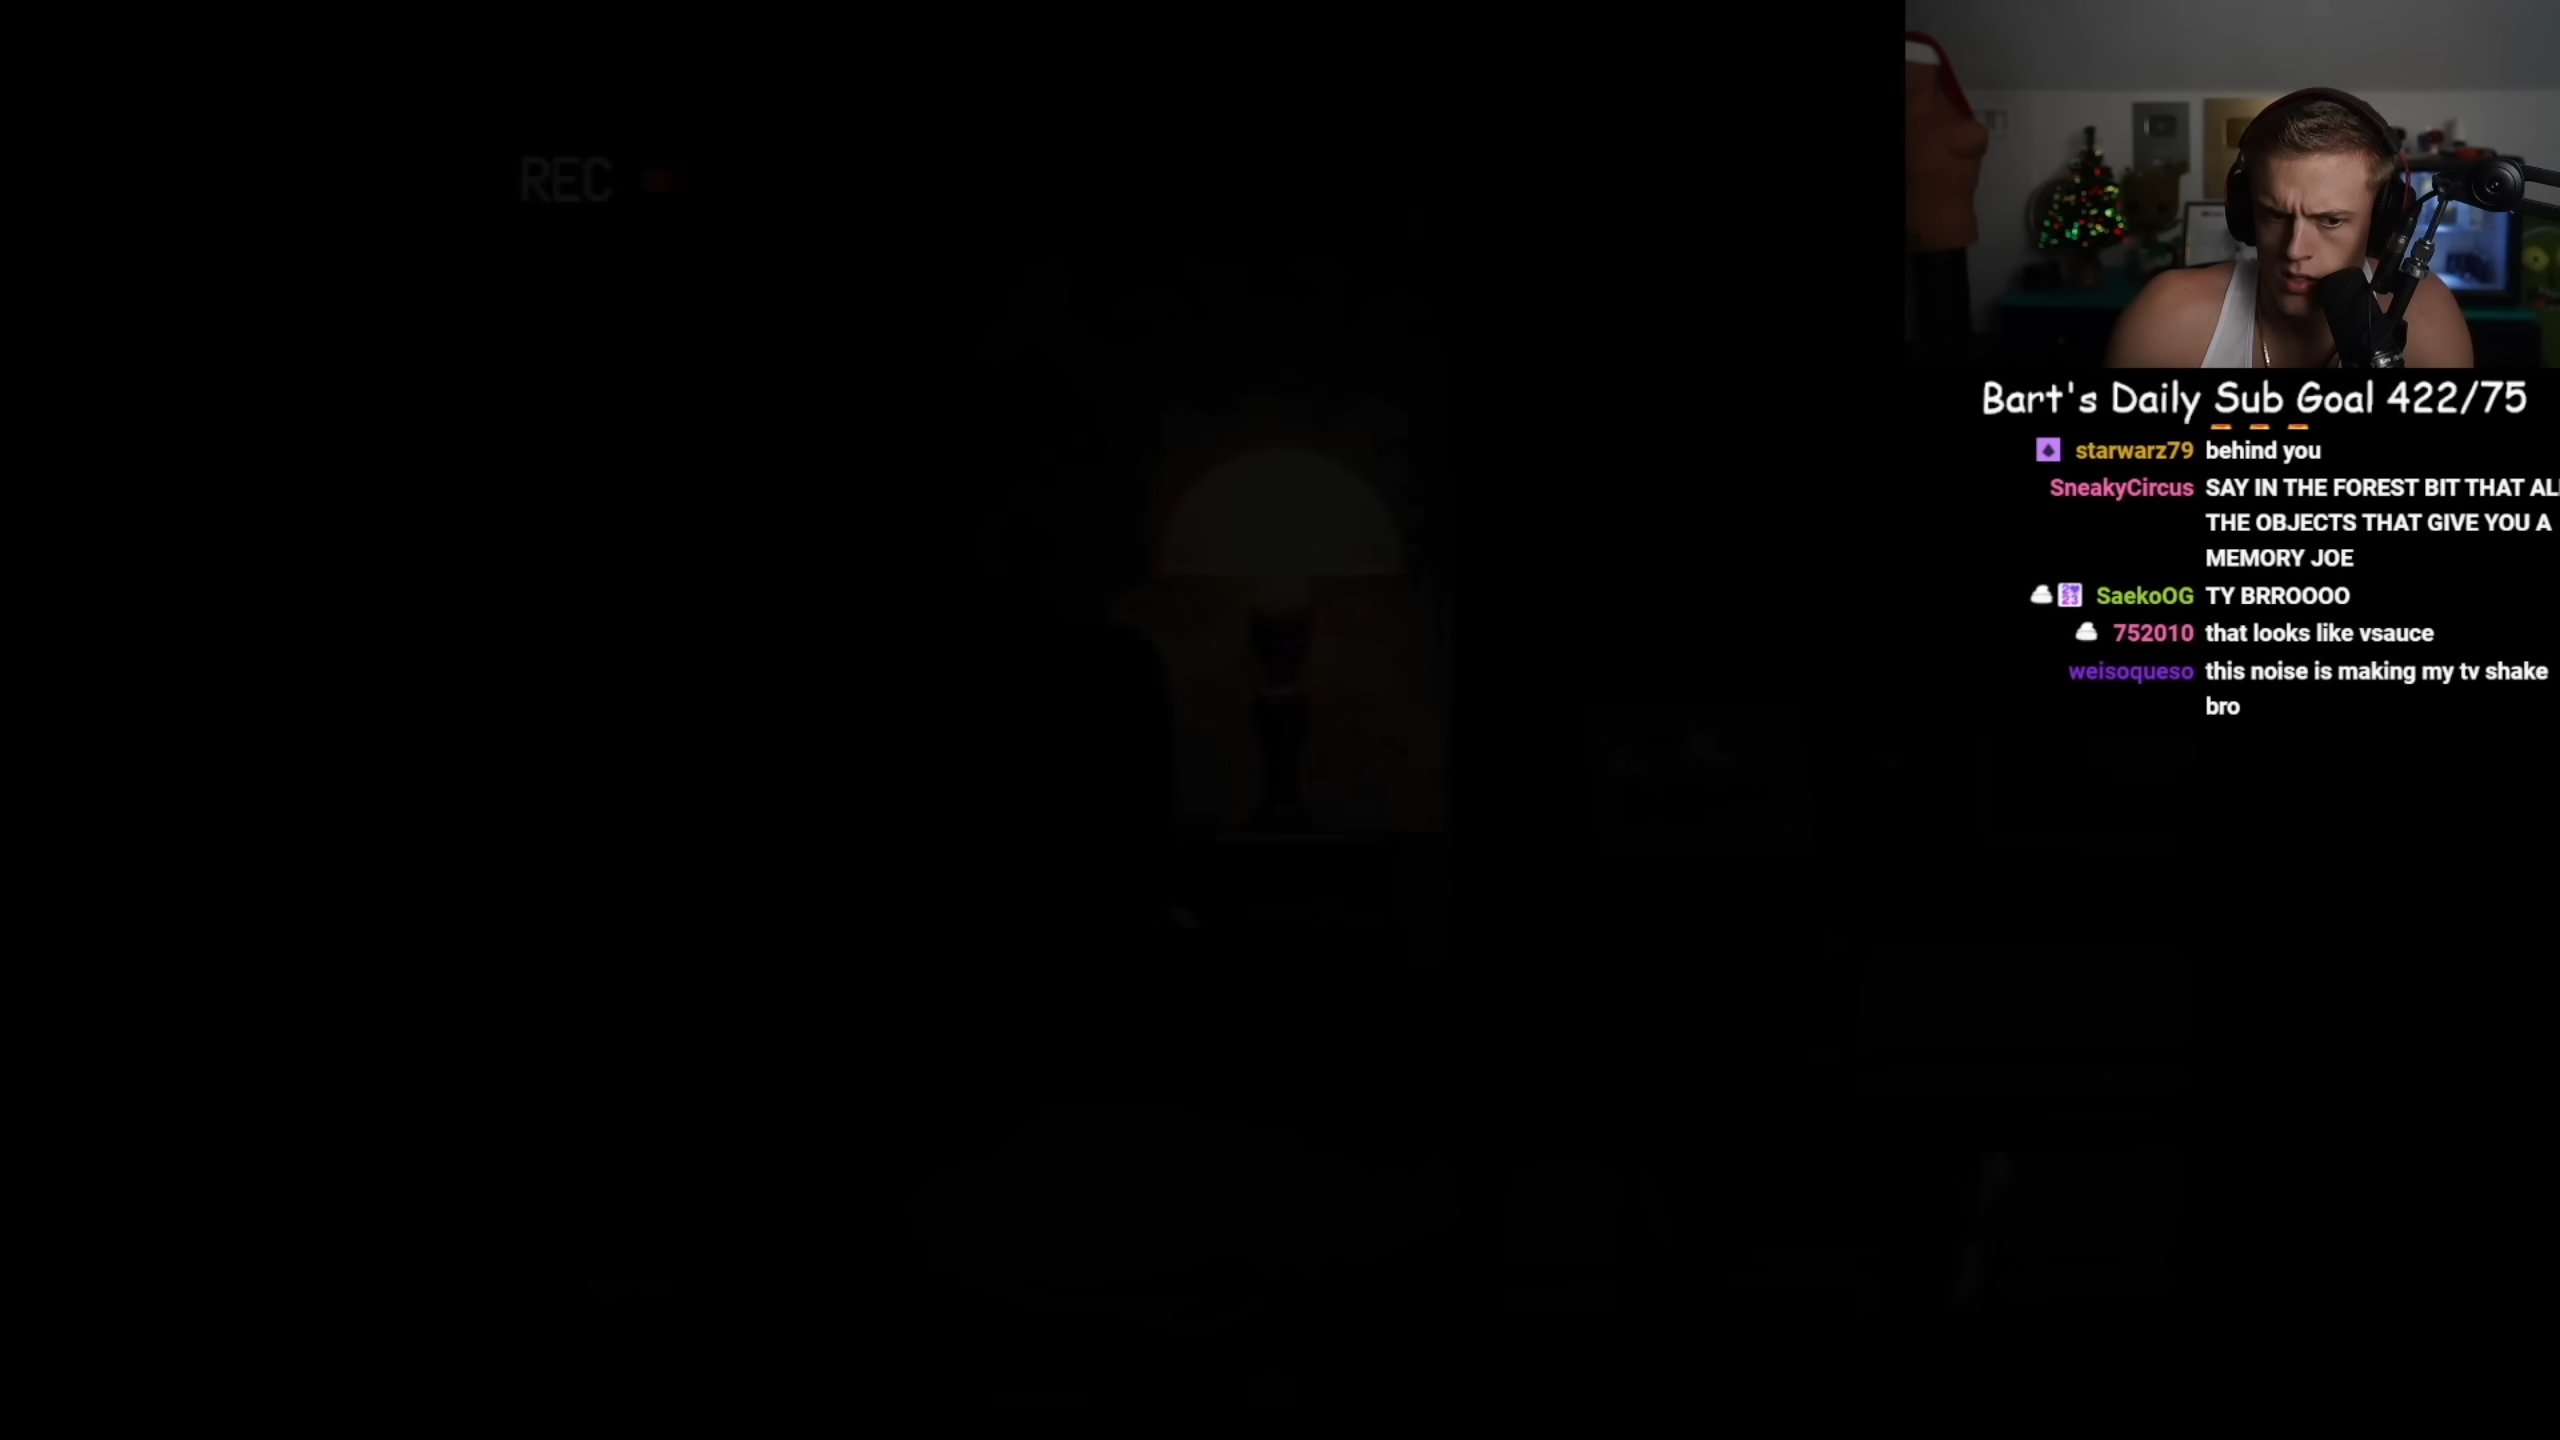 REC
Bart's Daily Sub Goal 422/75
starwarz79 behind you
SneakyCircus SAY IN THE FOREST BIT THAT ALL
THE OBJECTS THAT GIVE YOU A
MEMORY JOE
SaekoOG TY BRROOOO
752010 that looks like vsauce
weisoqueso this noise is making my tv shake
bro